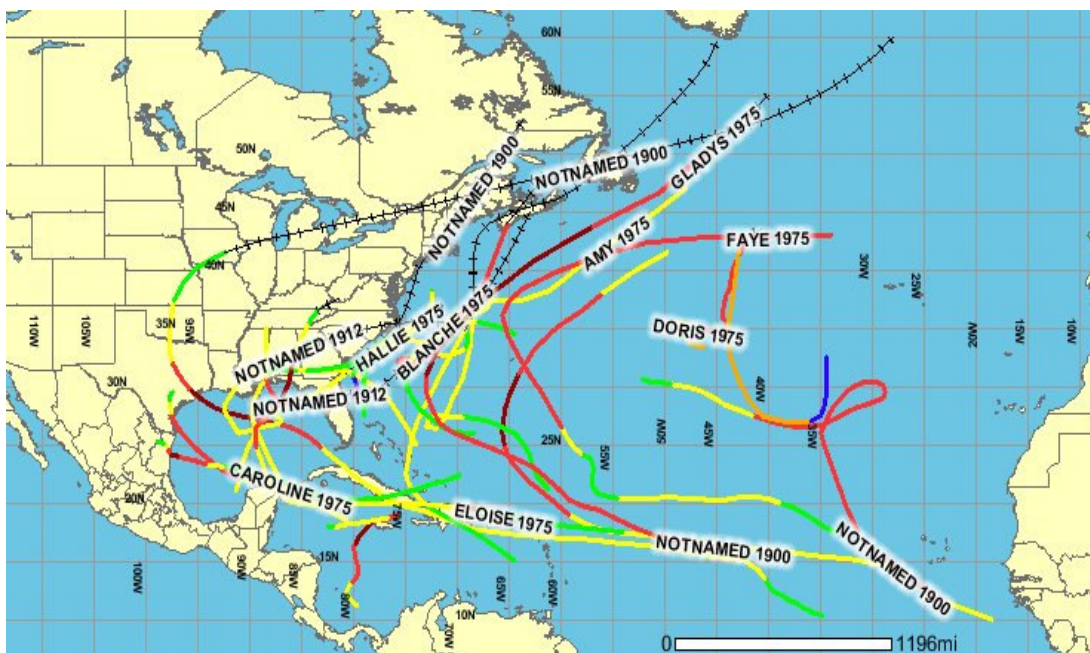 60N
55N
50N
NOTNAMED 1900
NOTNAMED 1900
GLADYS 1975
45N
AMY 1975
FAYE 1975
40N
30W
25W
BLANCHE 1975
HALLIE 1975
DORIS 1975
110W
105W
35N
95W
20W
15W
10W
NOTNAMED 1912
NOTNAMED 1912
30N
40W
35W
50W
45W
25N
55W
CAROLINE 1975
20N
75W
ELOISE 1975
NOTNAMED 1900
NOTNAMED 1900
15N
100W
90W
85W
80W
65W
60W
10N
70W
0
1196mi